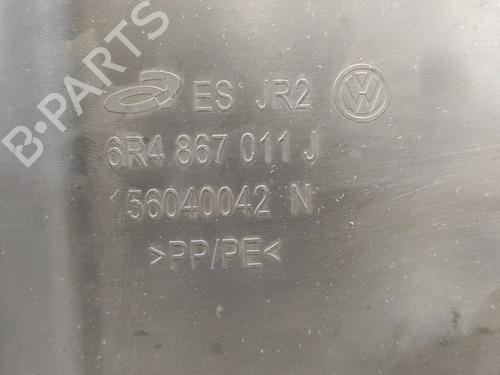 B-PARTS
ES JR2
6R4 867 011 J
156040042 N
>PP/PE<